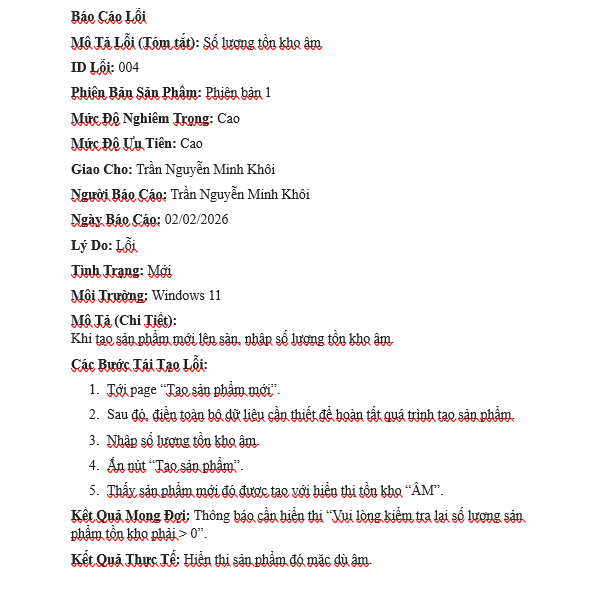 Báo Cáo Lỗi
Mô Tả Lỗi (Tóm tắt): Số lượng tồn kho âm
ID Lỗi: 004
Phiên Bản Sản Phẩm: Phiên bản 1
Mức Độ Nghiêm Trọng: Cao
Mức Độ Ưu Tiên: Cao
Giao Cho: Trần Nguyễn Minh Khôi
Người Báo Cáo: Trần Nguyễn Minh Khôi
Ngày Báo Cáo: 02/02/2026
Lý Do: Lỗi
Tình Trạng: Mới
Môi Trường: Windows 11
Mô Tả (Chi Tiết):
Khi tạo sản phẩm mới lên sàn, nhập số lượng tồn kho âm
Các Bước Tái Tạo Lỗi:
1. Tới page “Tạo sản phẩm mới”.
2. Sau đó, điền toàn bộ dữ liệu cần thiết để hoàn tất quá trình tạo sản phẩm.
3. Nhập số lượng tồn kho âm.
4. Ấn nút “Tạo sản phẩm”.
5. Thấy sản phẩm mới đó được tạo với hiển thị tồn kho “ÂM”.
Kết Quả Mong Đợi: Thông báo cần hiển thị “Vui lòng kiểm tra lại số lượng sản
phẩm tồn kho phải > 0”.
Kết Quả Thực Tế: Hiển thị sản phẩm đó mặc dù âm.